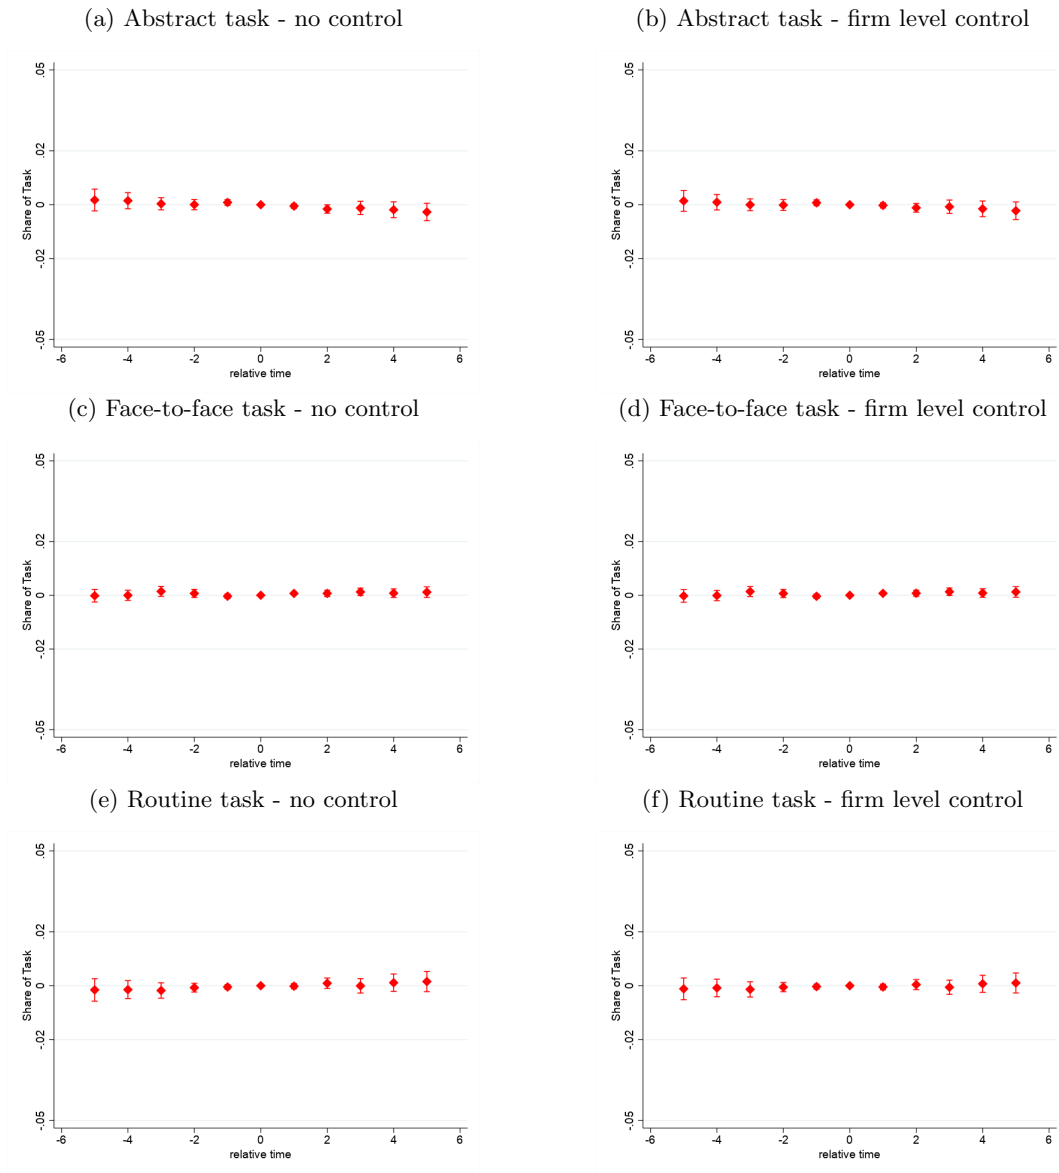 (a) Abstract task - no control
(b) Abstract task - firm level control
.05
.02
0
-.02
-.05
Share of Task
-6 -4 -2 0 2 4 6
relative time
.05
.02
0
-.02
-.05
Share of Task
-6 -4 -2 0 2 4 6
relative time
(c) Face-to-face task - no control
(d) Face-to-face task - firm level control
.05
.02
0
-.02
-.05
Share of Task
-6 -4 -2 0 2 4 6
relative time
.05
.02
0
-.02
-.05
Share of Task
-6 -4 -2 0 2 4 6
relative time
(e) Routine task - no control
(f) Routine task - firm level control
.05
.02
0
-.02
-.05
Share of Task
-6 -4 -2 0 2 4 6
relative time
.05
.02
0
-.02
-.05
Share of Task
-6 -4 -2 0 2 4 6
relative time